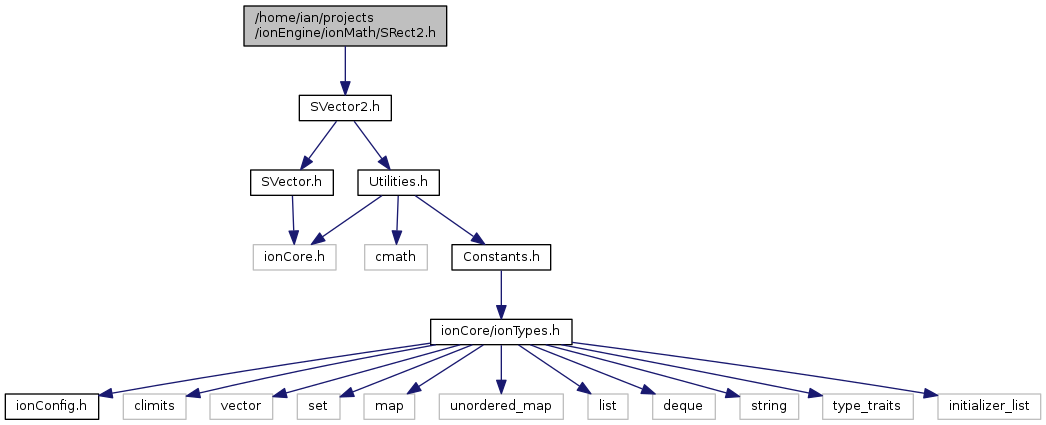 /home/ian/projects
/ionEngine/ionMath/SRect2.h
SVector2.h
SVector.h
Utilities.h
ionCore.h
cmath
Constants.h
ionCore/ionTypes.h
ionConfig.h
climits
vector
set
map
unordered_map
list
deque
string
type_traits
initializer_list